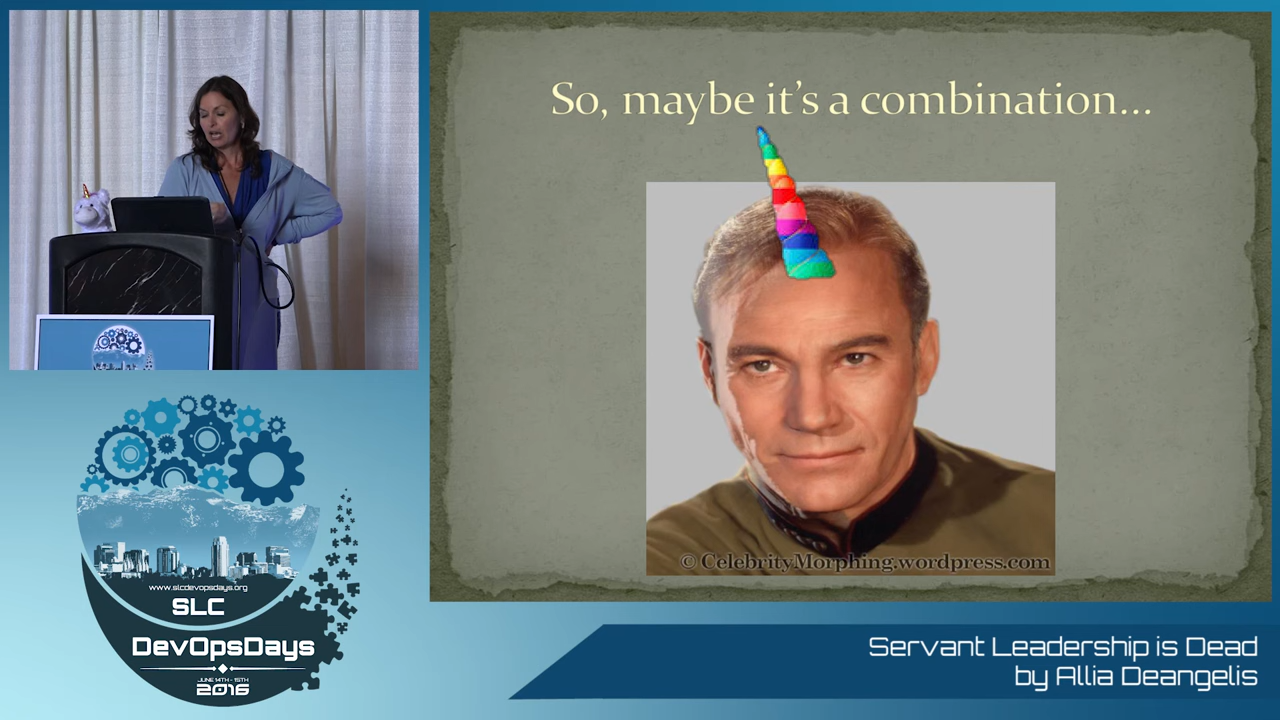 So, maybe it's a combination...
© CelebrityMorphing.wordpress.com
www.slcdevopsdays.org
SLC
DevOpsDays
JUNE 14TH - 15TH
2016
Servant Leadership is Dead
by Allia Deangelis